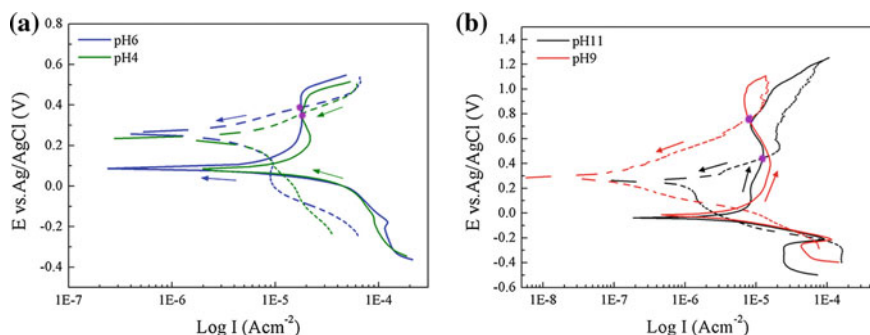 (a)
0.8
0.6
0.4
0.2
0.0
-0.2
-0.4
E vs.Ag/AgCl (V)
pH6
pH4
1E-7 1E-6 1E-5 1E-4
Log I (Acm-2)
(b)
1.4
1.2
1.0
0.8
0.6
0.4
0.2
0.0
-0.2
-0.4
-0.6
E vs.Ag/AgCl (V)
pH11
pH9
1E-8 1E-7 1E-6 1E-5 1E-4
Log I (Acm-2)